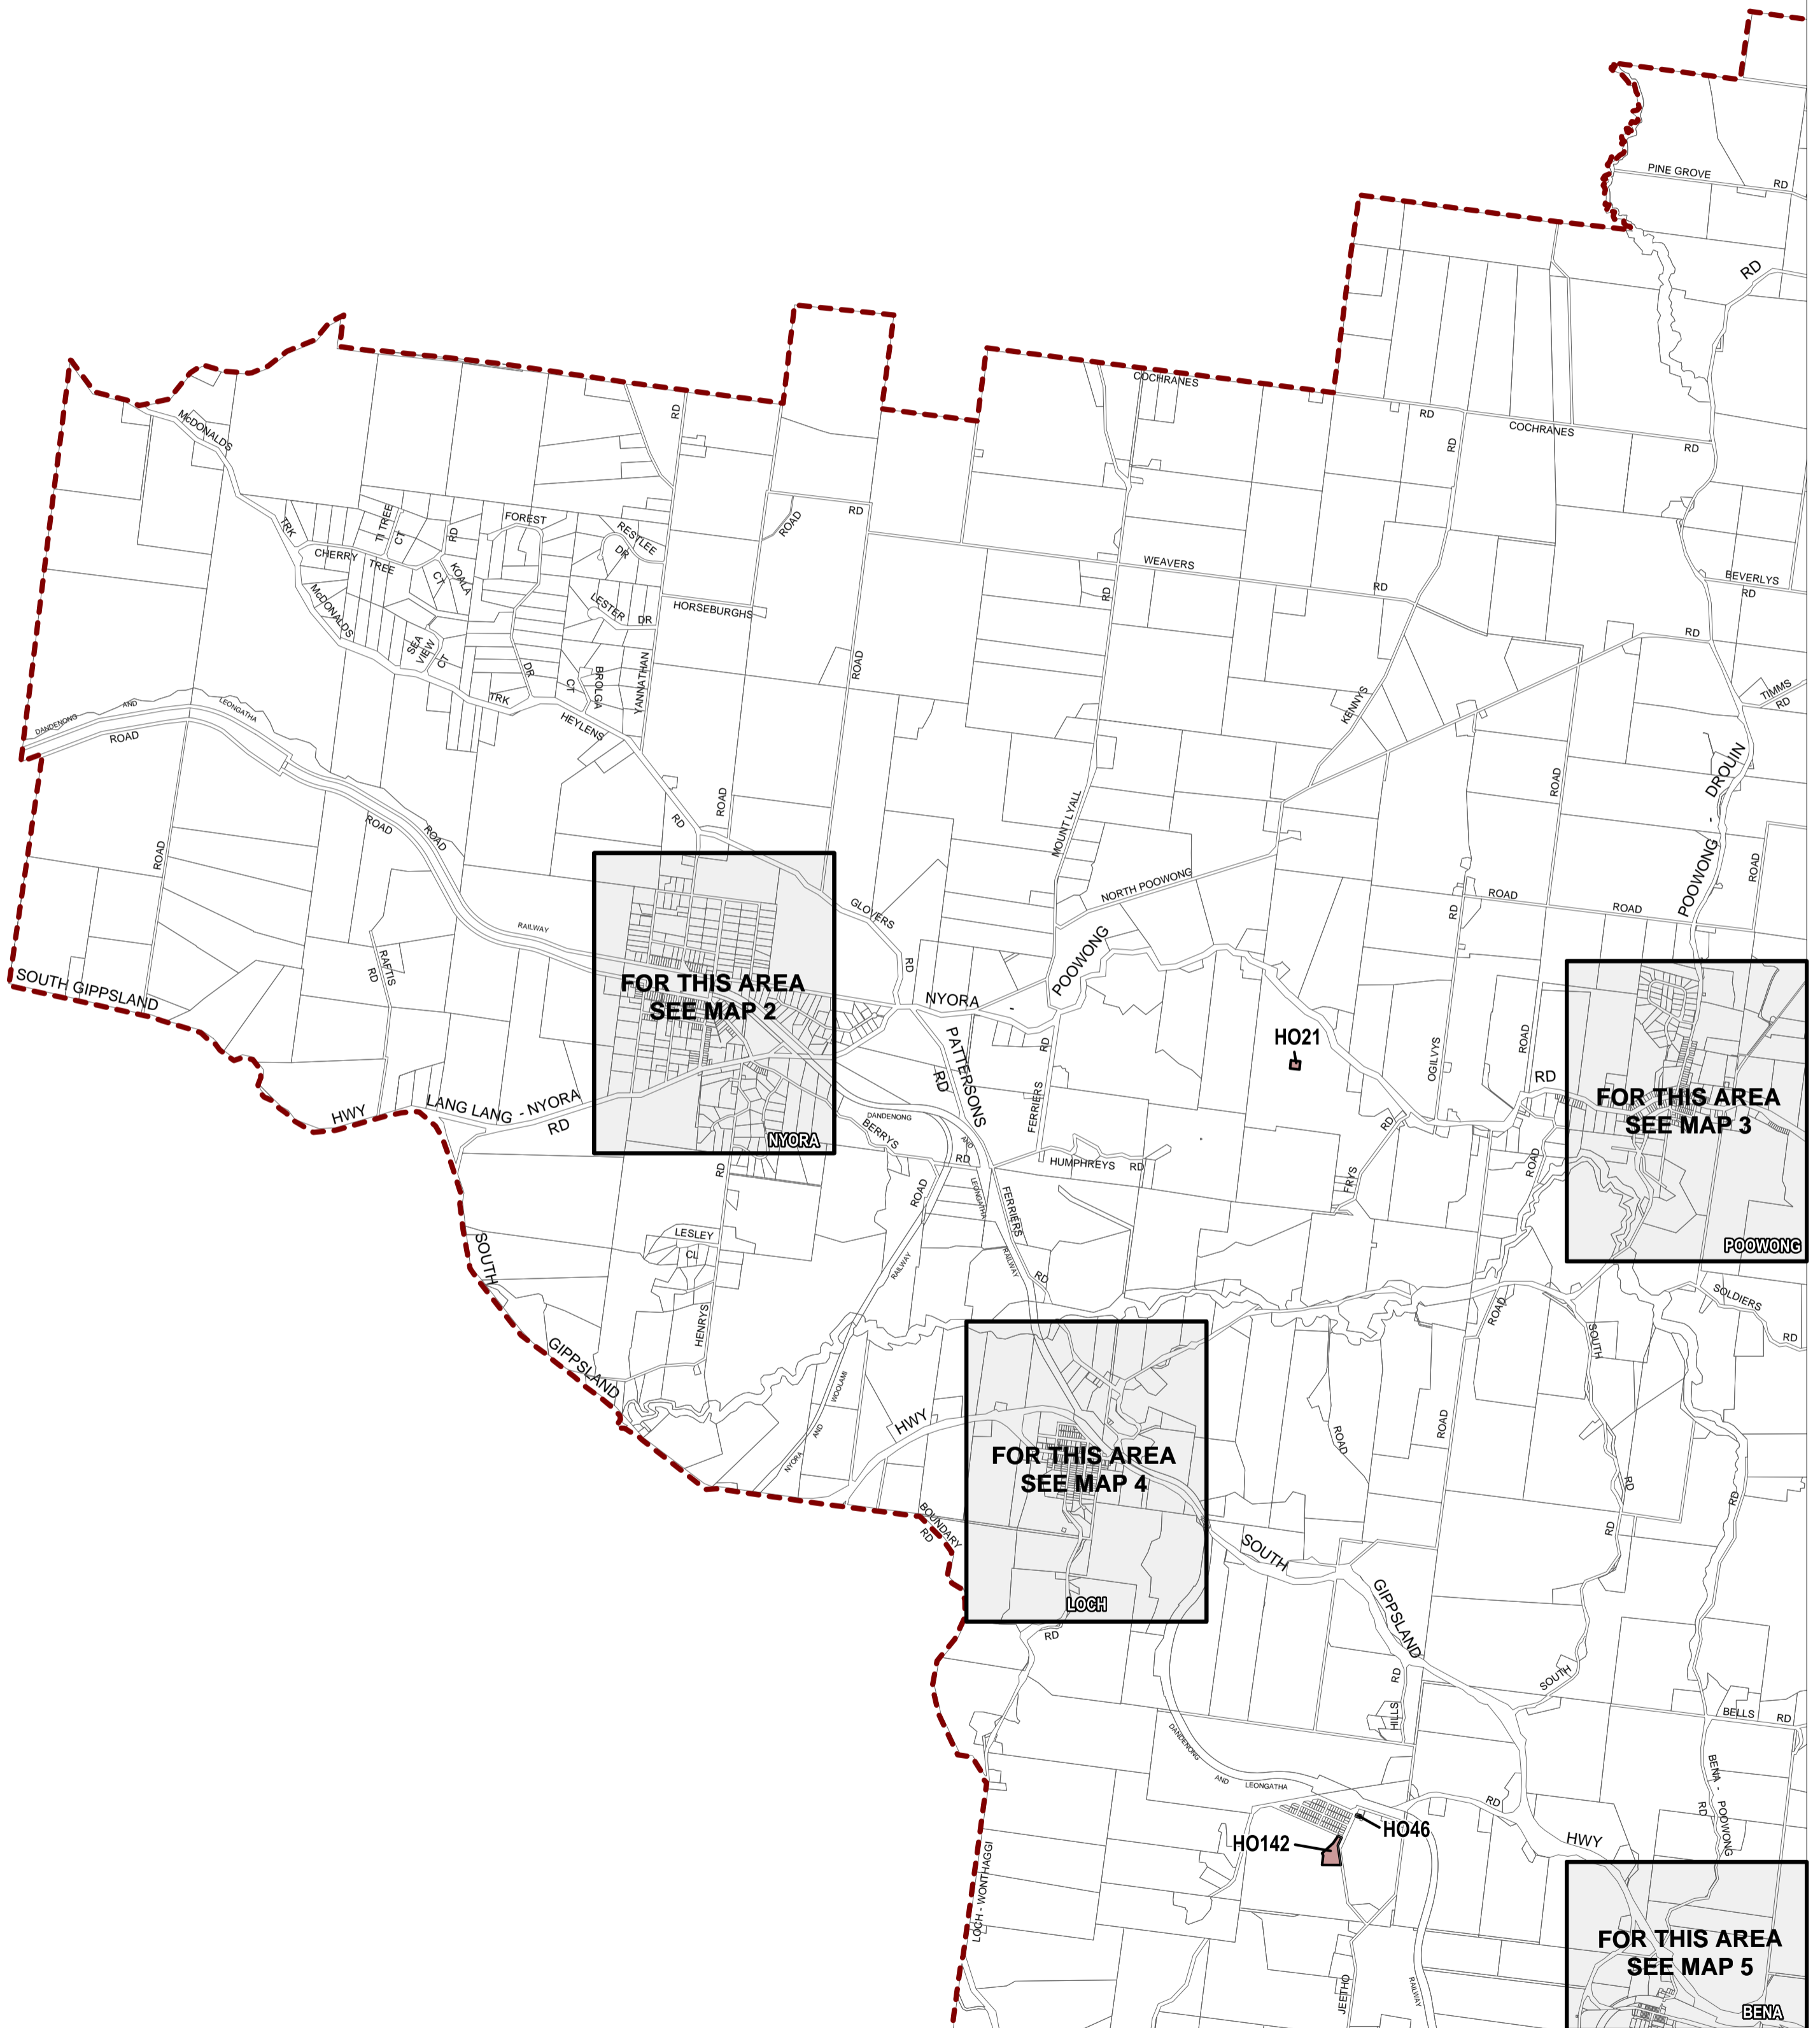 PINE GROVE
RD
RD
COCHRANES
RD
COCHRANES
RD
RD
McDONALDS
RD
TRK
TI TREE
CT
RD
FOREST
RESTLEE
DR
ROAD
RD
CHERRY
TREE
CT
KOALA
WEAVERS
RD
BEVERLYS
RD
McDONALDS
LESTER
DR
HORSEBURGHS
RD
RD
SEA
VIEW
CT
DR
CT
BROLGA
YANNATHAN
ROAD
TRK
HEYLENS
KENNYS
TIMMS
RD
DANDENONG
AND
LEONGATHA
ROAD
ROAD
ROAD
RD
ROAD
MOUNT LYALL
ROAD
POOWONG - DROUIN
ROAD
ROAD
NORTH POOWONG
ROAD
ROAD
RD
RAILWAY
GLOVERS
RD
RAFTIS
RD
SOUTH GIPPSLAND
HWY
FOR THIS AREA
SEE MAP 2
NYORA
NYORA
-
POOWONG
PATTERSONS
RD
RD
FERRIERS
HO21
OGILVYS
ROAD
RD
FOR THIS AREA
SEE MAP 3
POOWONG
LANG LANG - NYORA
RD
DANDENONG
AND
LEONGATHA
RAILWAY
BERRYS
RD
RD
ROAD
HUMPHREYS RD
FERRIERS
RD
RD
FRYS
ROAD
LESLEY
CL
HENRYS
SOUTH
GIPPSLAND
RAILWAY
WOOLAMI
AND
NYORA
HWY
SOLDIERS
RD
ROAD
SOUTH
RD
RD
RD
ROAD
ROAD
FOR THIS AREA
SEE MAP 4
LOCH
BOUNDARY
RD
SOUTH
GIPPSLAND
RD
RD
HILLS
SOUTH
BELLS RD
BENA - POOWONG
RD
DANDENONG
AND
LEONGATHA
RD
HWY
HO46
HO142
LOCH - WONTHAGGI
JEETHO
RAILWAY
FOR THIS AREA
SEE MAP 5
BENA